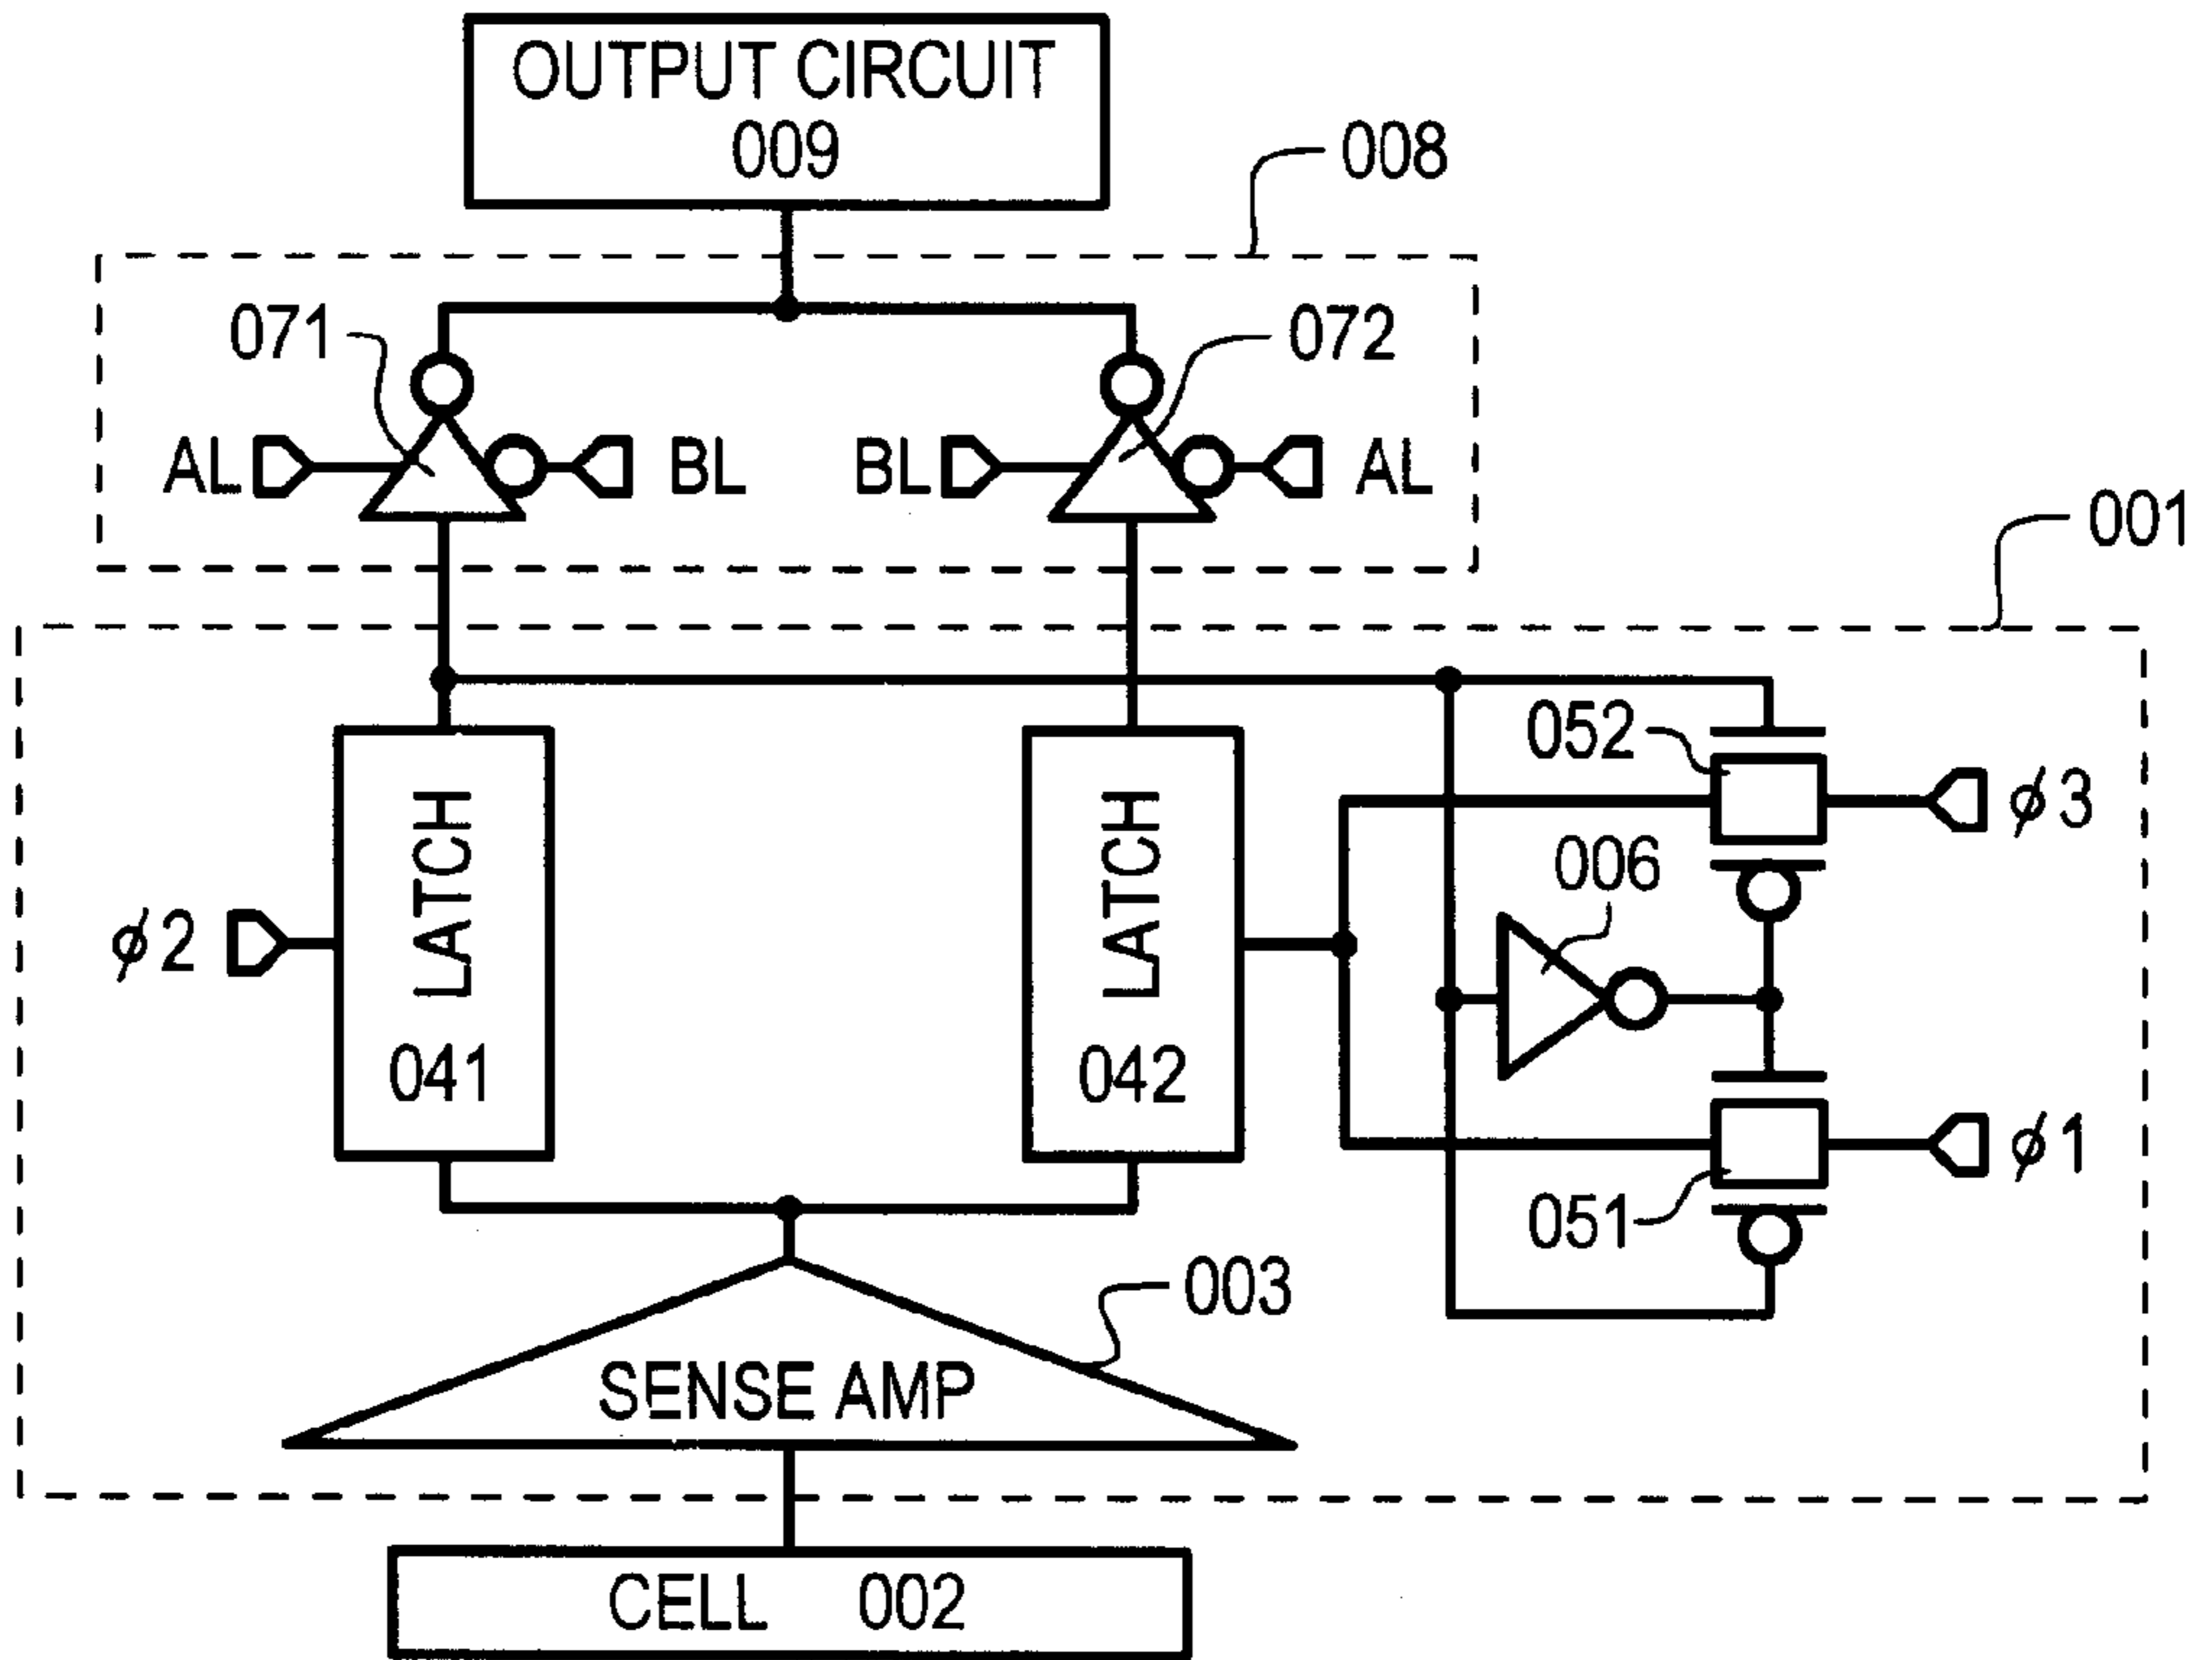 OUTPUT CIRCUIT
009
008
071
072
AL
BL
BL
AL
001
052
ϕ3
006
LATCH
041
LATCH
042
ϕ2
ϕ1
051
003
SENSE AMP
CELL 002